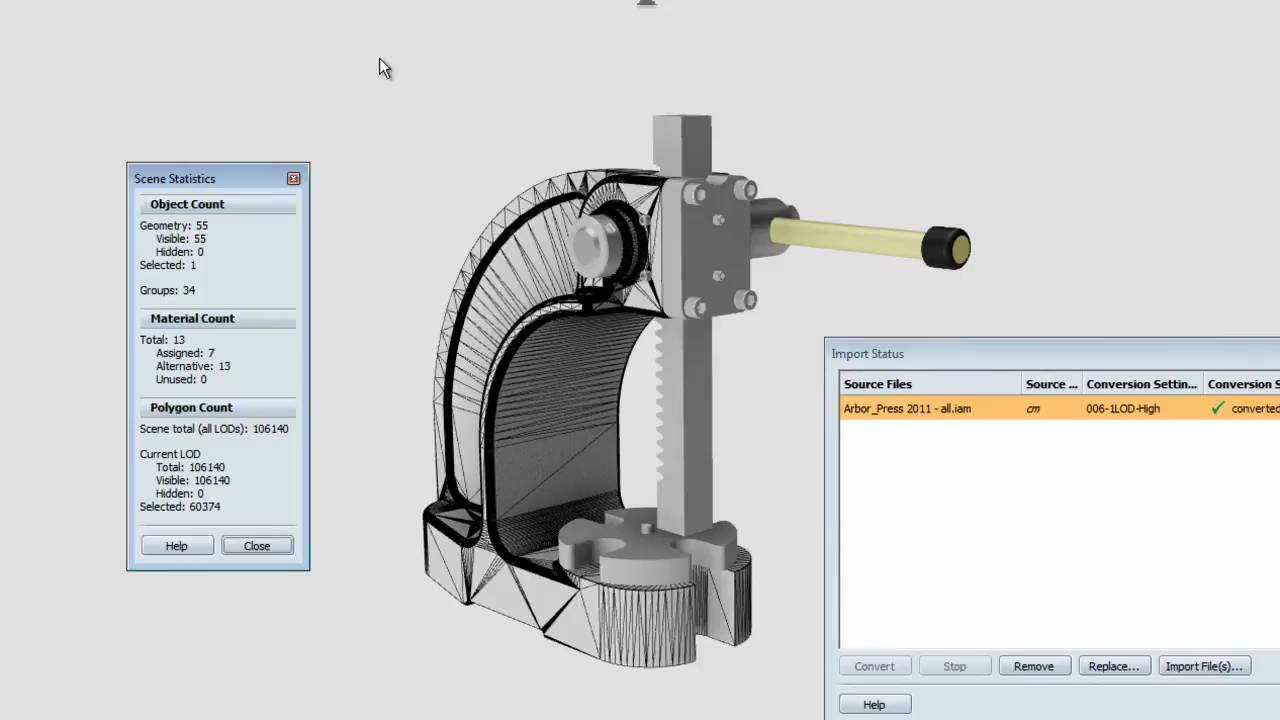 Scene Statistics
Object Count
Geometry: 55
Visible: 55
Hidden: 0
Selected: 1
Groups: 34
Material Count
Total: 13
Assigned: 7
Alternative: 13
Unused: 0
Polygon Count
Scene total (all LODs): 106140
Current LOD
Total: 106140
Visible: 106140
Hidden: 0
Selected: 60374
Help Close
Import Status
Source Files Source ... Conversion Settin... Conversion S
Arbor_Press 2011 - all.iam cm 006-1LOD-High converted
Convert Stop Remove Replace... Import File(s)...
Help